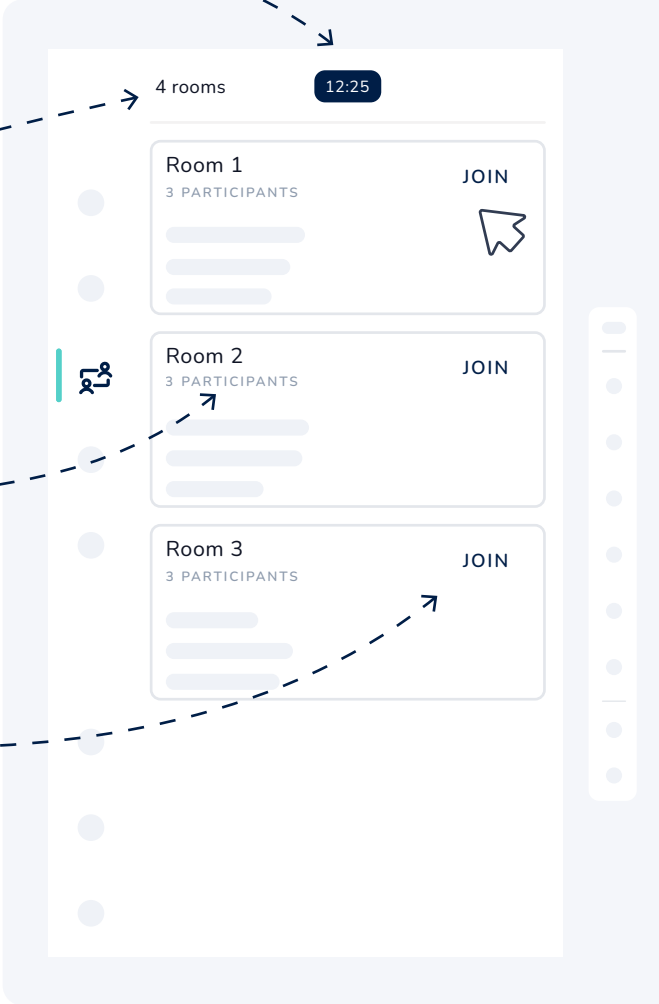 4 rooms
12:25
Room 1
JOIN
3 PARTICIPANTS
Room 2
JOIN
3 PARTICIPANTS
Room 3
JOIN
3 PARTICIPANTS